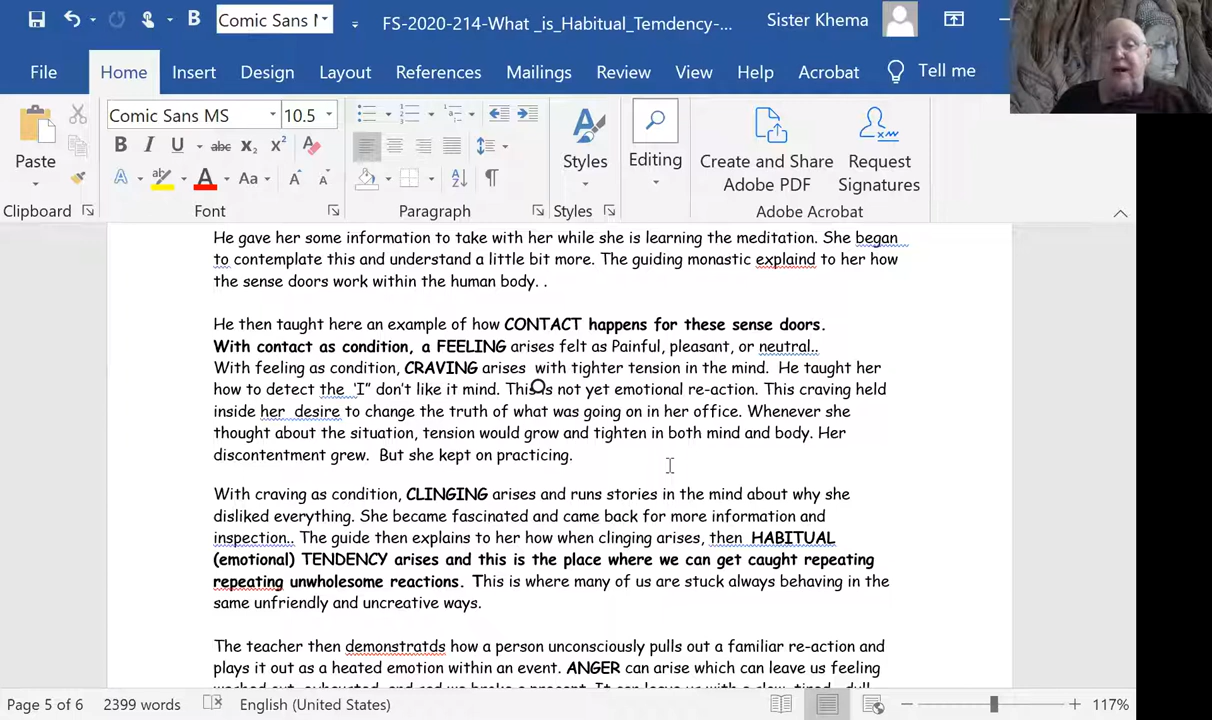 Comic Sans M
FS-2020-214-What _is_Habitual_Temdency-...
Sister Khema
File Home Insert Design Layout References Mailings Review View Help Acrobat Tell me
Comic Sans MS 10.5
Paste
Styles
Editing
Create and Share
Adobe PDF
Request
Signatures
Clipboard Font Paragraph Styles Adobe Acrobat
He gave her some information to take with her while she is learning the meditation. She began
to contemplate this and understand a little bit more. The guiding monastic explaind to her how
the sense doors work within the human body. .
He then taught here an example of how CONTACT happens for these sense doors.
With contact as condition, a FEELING arises felt as Painful, pleasant, or neutral..
With feeling as condition, CRAVING arises with tighter tension in the mind. He taught her
how to detect the 'I” don't like it mind. This is not yet emotional re-action. This craving held
inside her desire to change the truth of what was going on in her office. Whenever she
thought about the situation, tension would grow and tighten in both mind and body. Her
discontentment grew. But she kept on practicing.
With craving as condition, CLINGING arises and runs stories in the mind about why she
disliked everything. She became fascinated and came back for more information and
inspection.. The guide then explains to her how when clinging arises, then HABITUAL
(emotional) TENDENCY arises and this is the place where we can get caught repeating
repeating unwholesome reactions. This is where many of us are stuck always behaving in the
same unfriendly and uncreative ways.
The teacher then demonstratds how a person unconsciously pulls out a familiar re-action and
plays it out as a heated emotion within an event. ANGER can arise which can leave us feeling
Page 5 of 6 2399 words English (United States) 117%